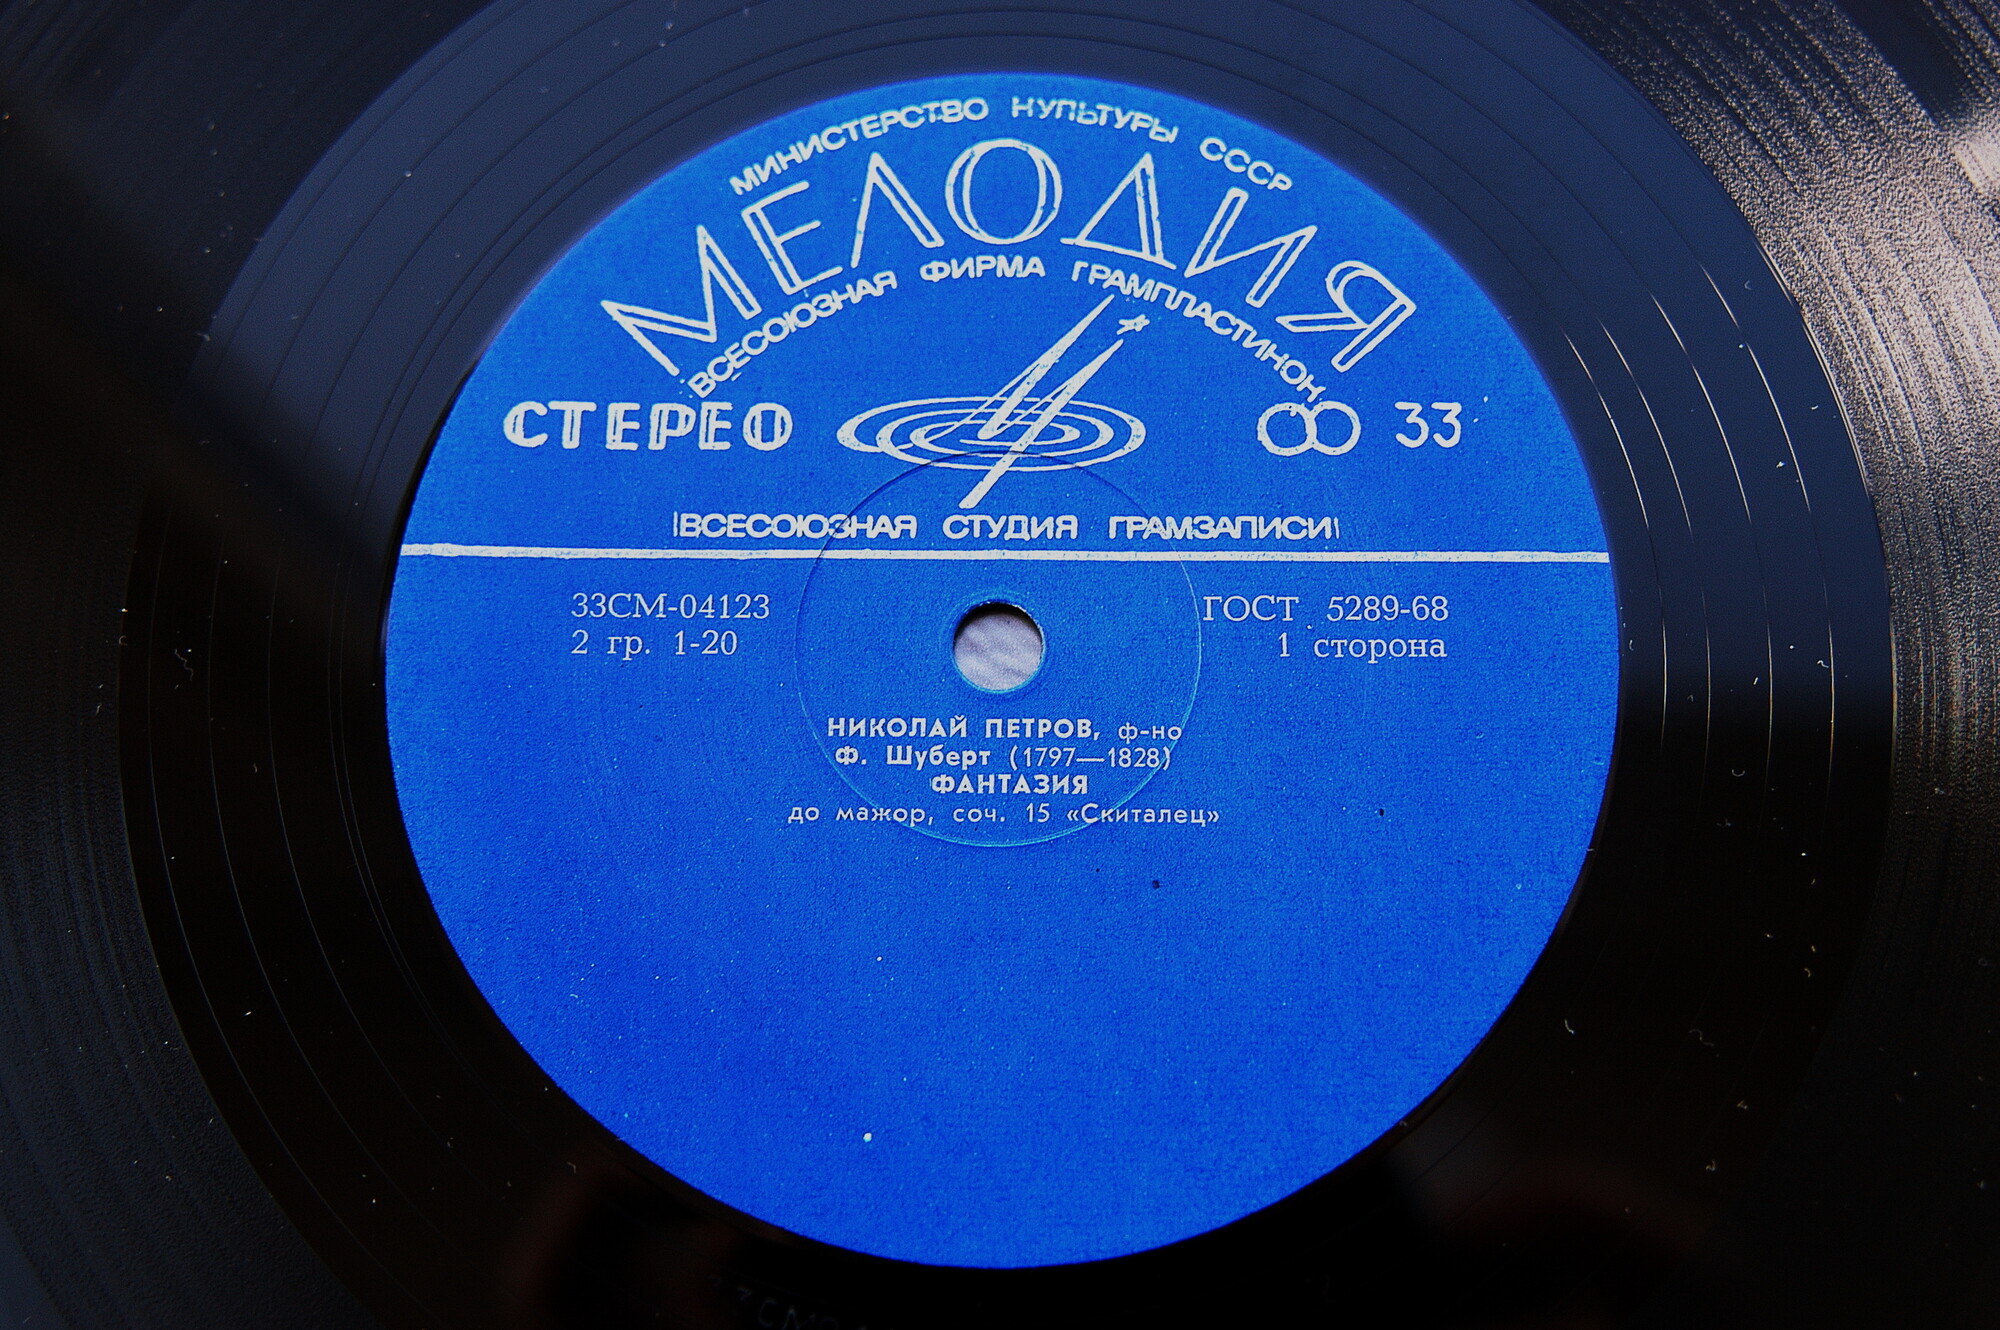 МИНИСТЕРСТВО КУЛЬТУРЫ СССР
МЕЛОДИЯ
ВСЕСОЮЗНАЯ ФИРМА ГРАМПЛАСТИНОК
СТЕРЕО
33
ВСЕСОЮЗНАЯ СТУДИЯ ГРАМЗАПИСИ
33СМ-04123
ГОСТ 5289-68
2 гр. 1-20
1 сторона
НИКОЛАЙ ПЕТРОВ, ф-но
Ф. Шуберт (1797—1828)
ФАНТАЗИЯ
до мажор, соч. 15 «Скиталец»